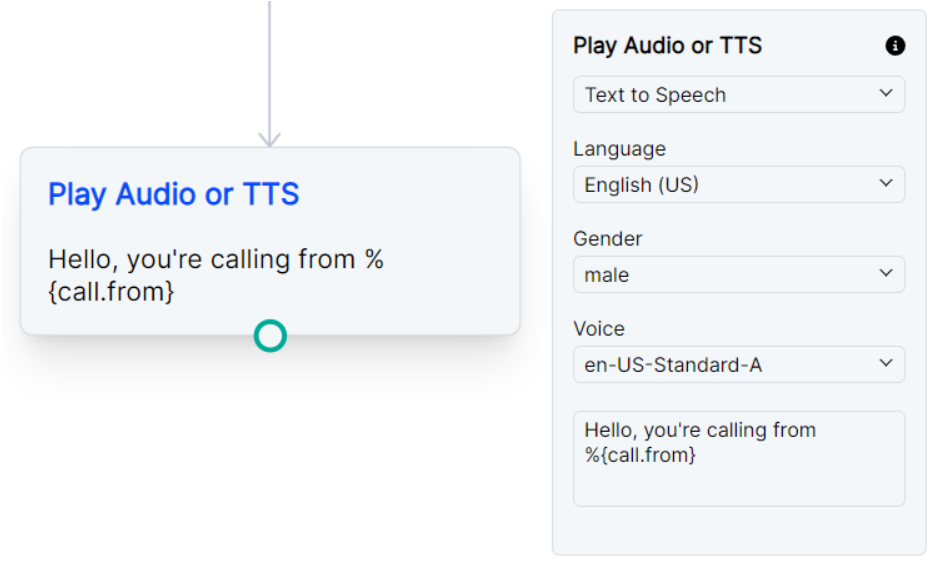 Play Audio or TTS
Hello, you're calling from %
{call.from}
Play Audio or TTS
Text to Speech
Language
English (US)
Gender
male
Voice
en-US-Standard-A
Hello, you're calling from
%{call.from}